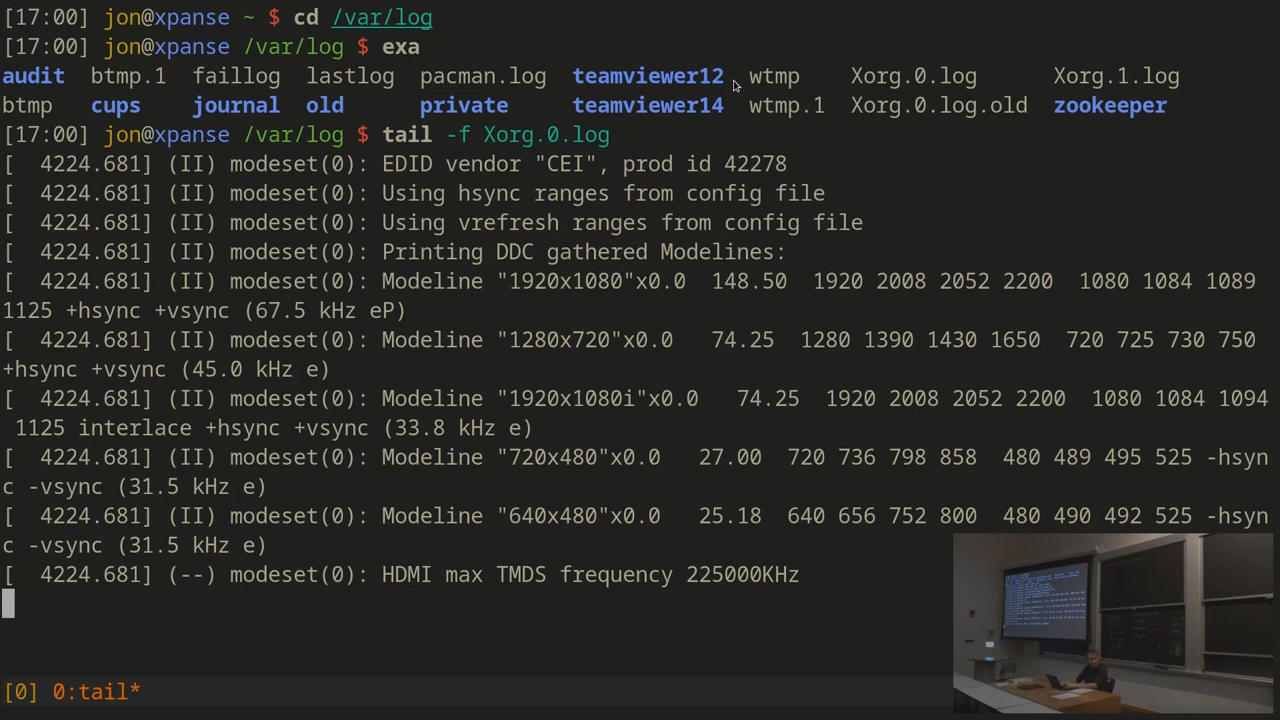 [17:00] jon@xpanse ~ $ cd /var/log
[17:00] jon@xpanse /var/log $ exa
audit btmp.1 faillog lastlog pacman.log teamviewer12 wtmp Xorg.0.log Xorg.1.log
btmp cups journal old private teamviewer14 wtmp.1 Xorg.0.log.old zookeeper
[17:00] jon@xpanse /var/log $ tail -f Xorg.0.log
[  4224.681] (II) modeset(0): EDID vendor "CEI", prod id 42278
[  4224.681] (II) modeset(0): Using hsync ranges from config file
[  4224.681] (II) modeset(0): Using vrefresh ranges from config file
[  4224.681] (II) modeset(0): Printing DDC gathered Modelines:
[  4224.681] (II) modeset(0): Modeline "1920x1080"x0.0  148.50  1920 2008 2052 2200  1080 1084 1089
1125 +hsync +vsync (67.5 kHz eP)
[  4224.681] (II) modeset(0): Modeline "1280x720"x0.0   74.25  1280 1390 1430 1650  720 725 730 750
+hsync +vsync (45.0 kHz e)
[  4224.681] (II) modeset(0): Modeline "1920x1080i"x0.0   74.25  1920 2008 2052 2200  1080 1084 1094
1125 interlace +hsync +vsync (33.8 kHz e)
[  4224.681] (II) modeset(0): Modeline "720x480"x0.0   27.00  720 736 798 858  480 489 495 525 -hsyn
c -vsync (31.5 kHz e)
[  4224.681] (II) modeset(0): Modeline "640x480"x0.0   25.18  640 656 752 800  480 490 492 525 -hsyn
c -vsync (31.5 kHz e)
[  4224.681] (--) modeset(0): HDMI max TMDS frequency 225000KHz
[0] 0:tail*